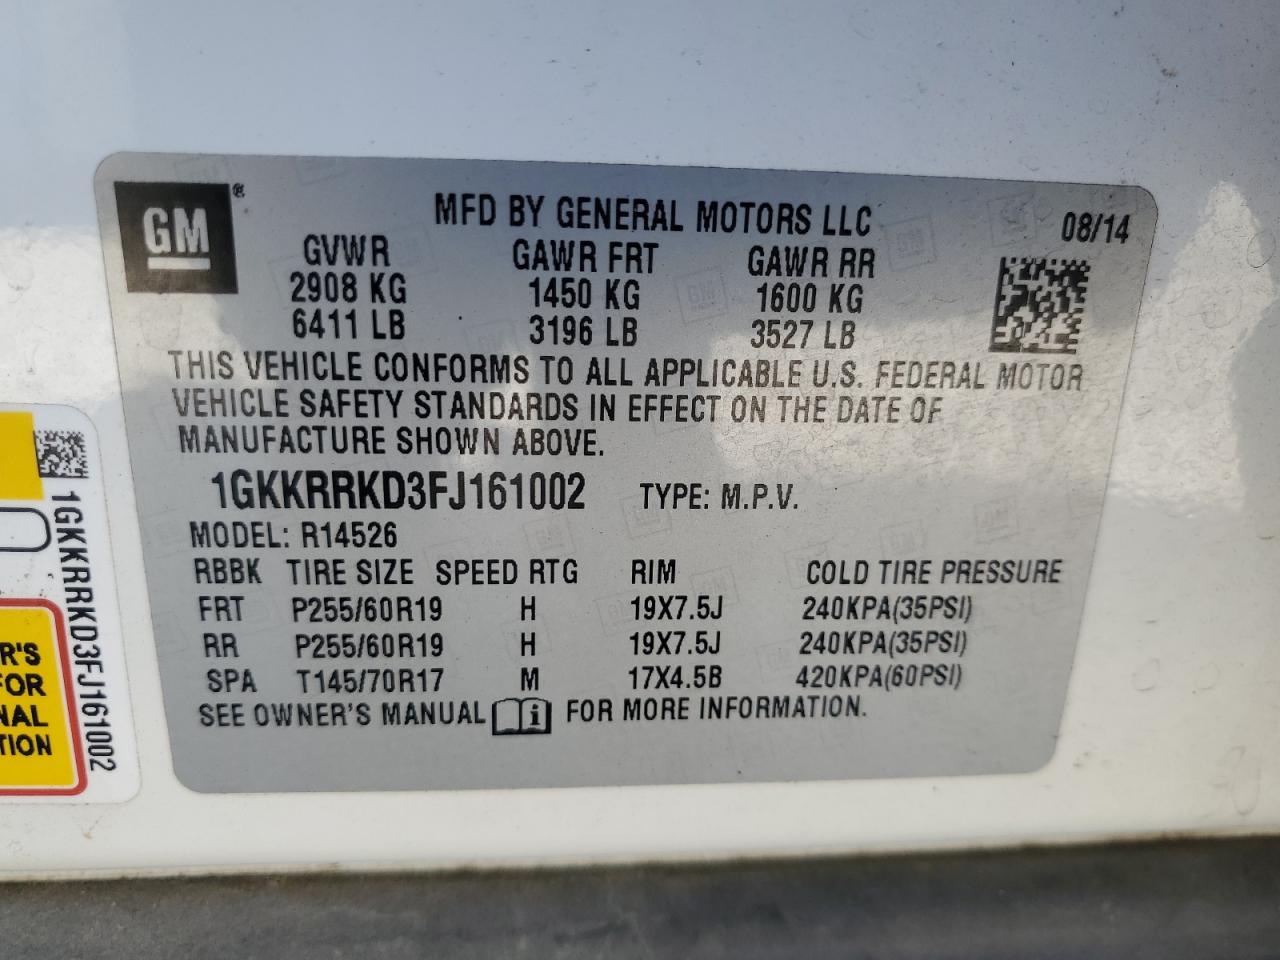 GM®
MFD BY GENERAL MOTORS LLC
08/14
GVWR GAWR FRT GAWR RR
2908 KG 1450 KG 1600 KG
6411 LB 3196 LB 3527 LB
THIS VEHICLE CONFORMS TO ALL APPLICABLE U.S. FEDERAL MOTOR
VEHICLE SAFETY STANDARDS IN EFFECT ON THE DATE OF
MANUFACTURE SHOWN ABOVE.
1GKKRRKD3FJ161002 TYPE: M.P.V.
MODEL: R14526
RBBK TIRE SIZE SPEED RTG RIM COLD TIRE PRESSURE
FRT P255/60R19 H 19X7.5J 240KPA(35PSI)
RR P255/60R19 H 19X7.5J 240KPA(35PSI)
SPA T145/70R17 M 17X4.5B 420KPA(60PSI)
SEE OWNER'S MANUAL i FOR MORE INFORMATION.
1GKKRRKD3FJ161002
R'S
FOR
NAL
TION